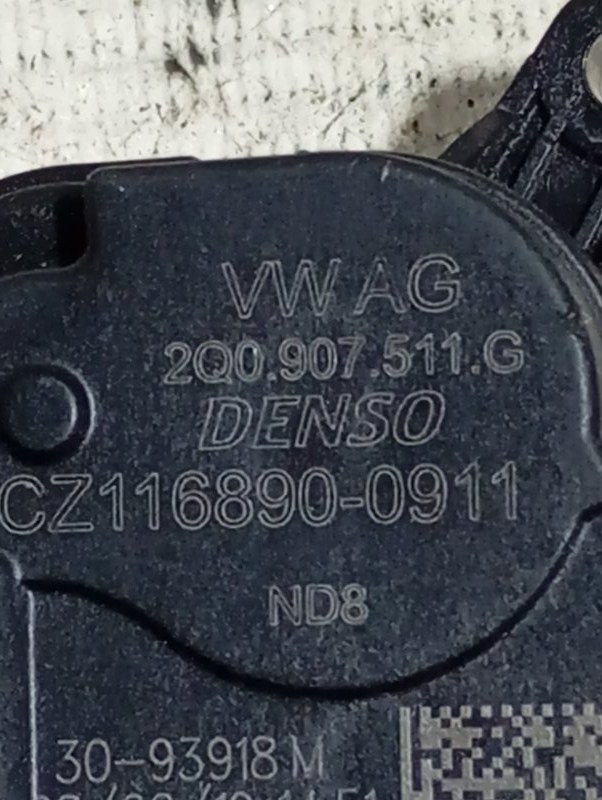 VW AG
2Q0.907.511.G
DENSO
CZ116890-0911
ND8
30-93918 M